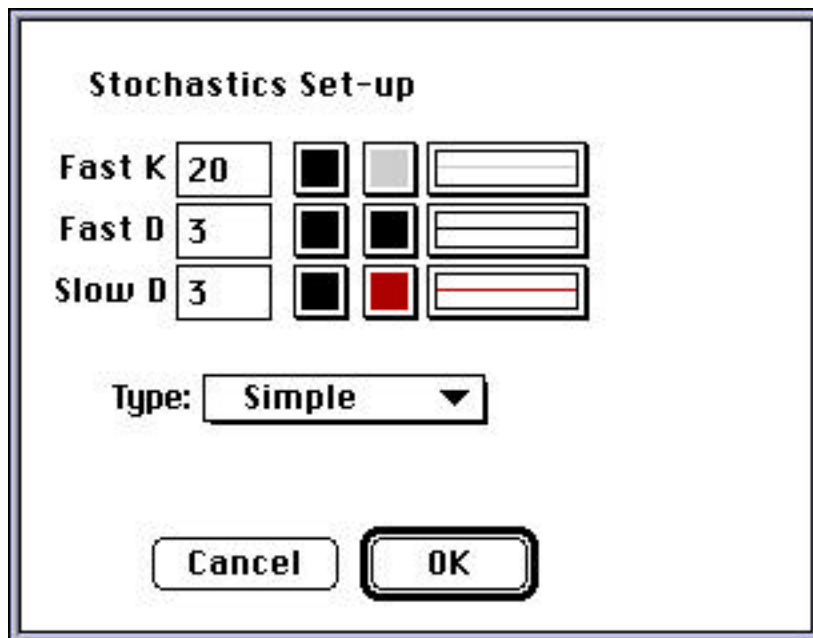 Stochastics Set-up
Fast K 20
Fast D 3
Slow D 3
Type: Simple
Cancel OK